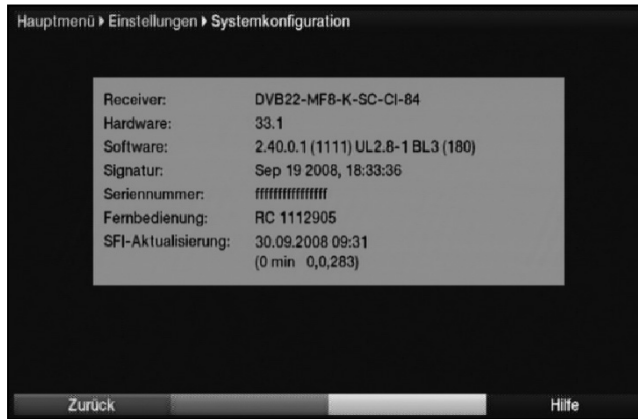 Hauptmenü ▸ Einstellungen ▸ Systemkonfiguration
Receiver: DVB22-MF8-K-SC-CI-84
Hardware: 33.1
Software: 2.40.0.1 (1111) UL2.8-1 BL3 (180)
Signatur: Sep 19 2008, 18:33:36
Seriennummer: ffffffffffffffff
Fernbedienung: RC 1112905
SFI-Aktualisierung: 30.09.2008 09:31
(0 min 0,0,283)
Zurück Hilfe